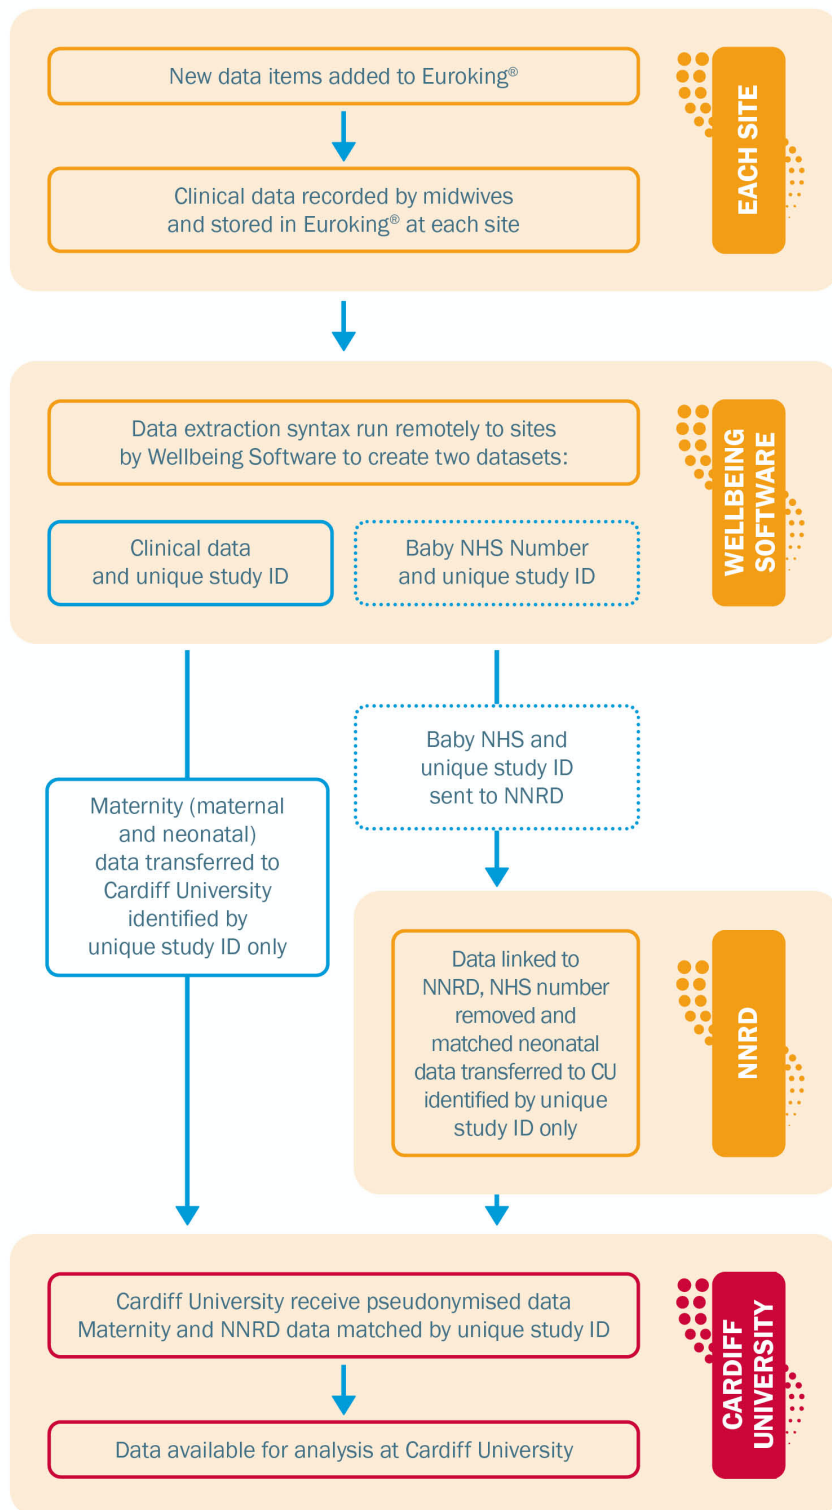 New data items added to Euroking®
Clinical data recorded by midwives
and stored in Euroking® at each site
EACH SITE
Data extraction syntax run remotely to sites
by Wellbeing Software to create two datasets:
Clinical data
and unique study ID
Baby NHS Number
and unique study ID
WELLBEING
SOFTWARE
Baby NHS and
unique study ID
sent to NNRD
Maternity (maternal
and neonatal)
data transferred to
Cardiff University
identified by
unique study ID only
Data linked to
NNRD, NHS number
removed and
matched neonatal
data transferred to CU
identified by unique
study ID only
NNRD
Cardiff University receive pseudonymised data
Maternity and NNRD data matched by unique study ID
Data available for analysis at Cardiff University
CARDIFF
UNIVERSITY